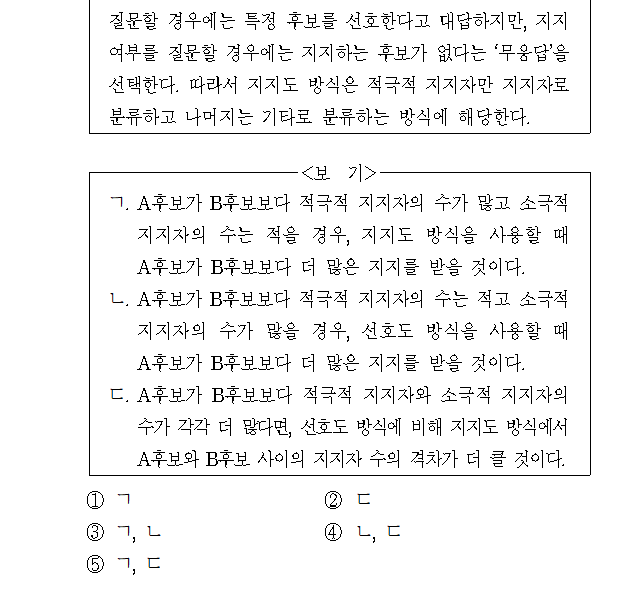 질문할 경우에는 특정 후보를 선호한다고 대답하지만, 지지
여부를 질문할 경우에는 지지하는 후보가 없다는 ‘무응답’을
선택한다. 따라서 지지도 방식은 적극적 지지자만 지지자로
분류하고 나머지는 기타로 분류하는 방식에 해당한다.
<보 기>
ㄱ. A후보가 B후보보다 적극적 지지자의 수가 많고 소극적
지지자의 수는 적을 경우, 지지도 방식을 사용할 때
A후보가 B후보보다 더 많은 지지를 받을 것이다.
ㄴ. A후보가 B후보보다 적극적 지지자의 수는 적고 소극적
지지자의 수가 많을 경우, 선호도 방식을 사용할 때
A후보가 B후보보다 더 많은 지지를 받을 것이다.
ㄷ. A후보가 B후보보다 적극적 지지자와 소극적 지지자의
수가 각각 더 많다면, 선호도 방식에 비해 지지도 방식에서
A후보와 B후보 사이의 지지자 수의 격차가 더 클 것이다.
① ㄱ ② ㄷ
③ ㄱ, ㄴ ④ ㄴ, ㄷ
⑤ ㄱ, ㄷ